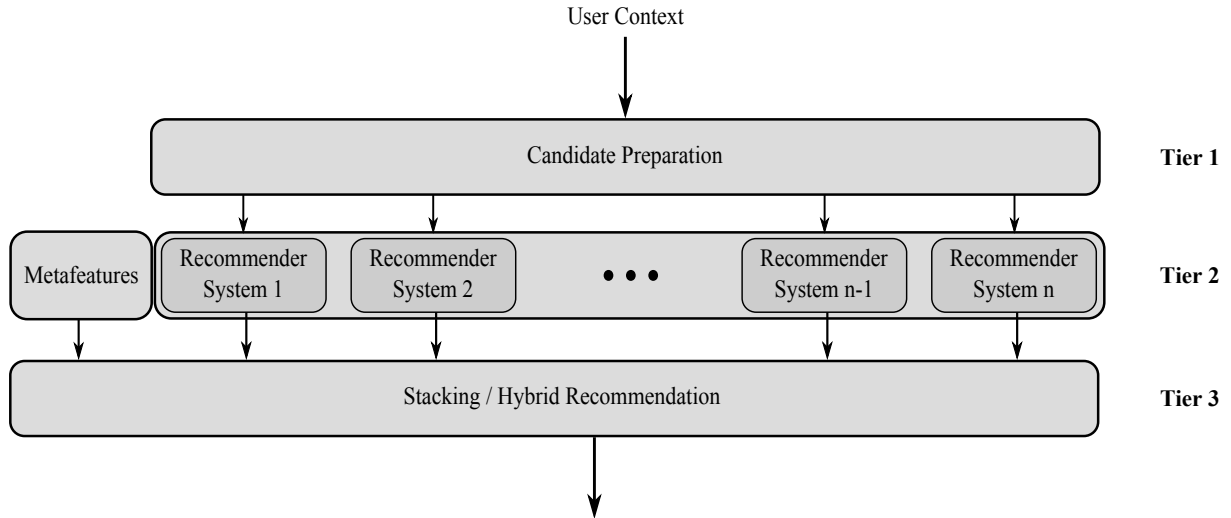 User Context
Candidate Preparation
Tier 1
Metafeatures
Recommender
System 1
Recommender
System 2
• • •
Recommender
System n-1
Recommender
System n
Tier 2
Stacking / Hybrid Recommendation
Tier 3